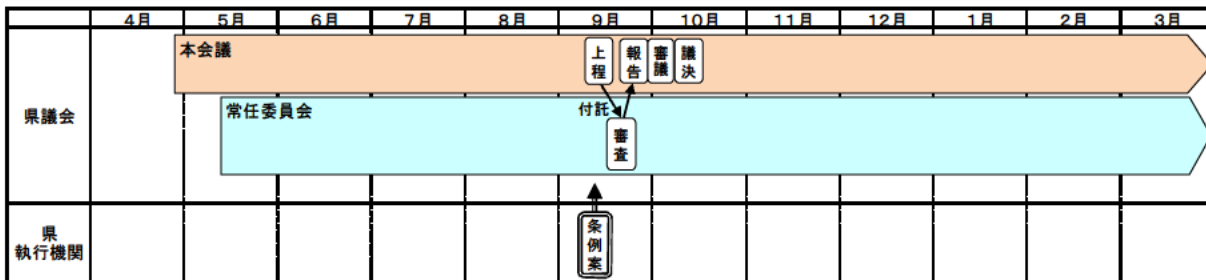 4月 5月 6月 7月 8月 9月 10月 11月 12月 1月 2月 3月
県議会
本会議
上程
報告
審議
議決
常任委員会
付託
審査
県
執行機関
条例案